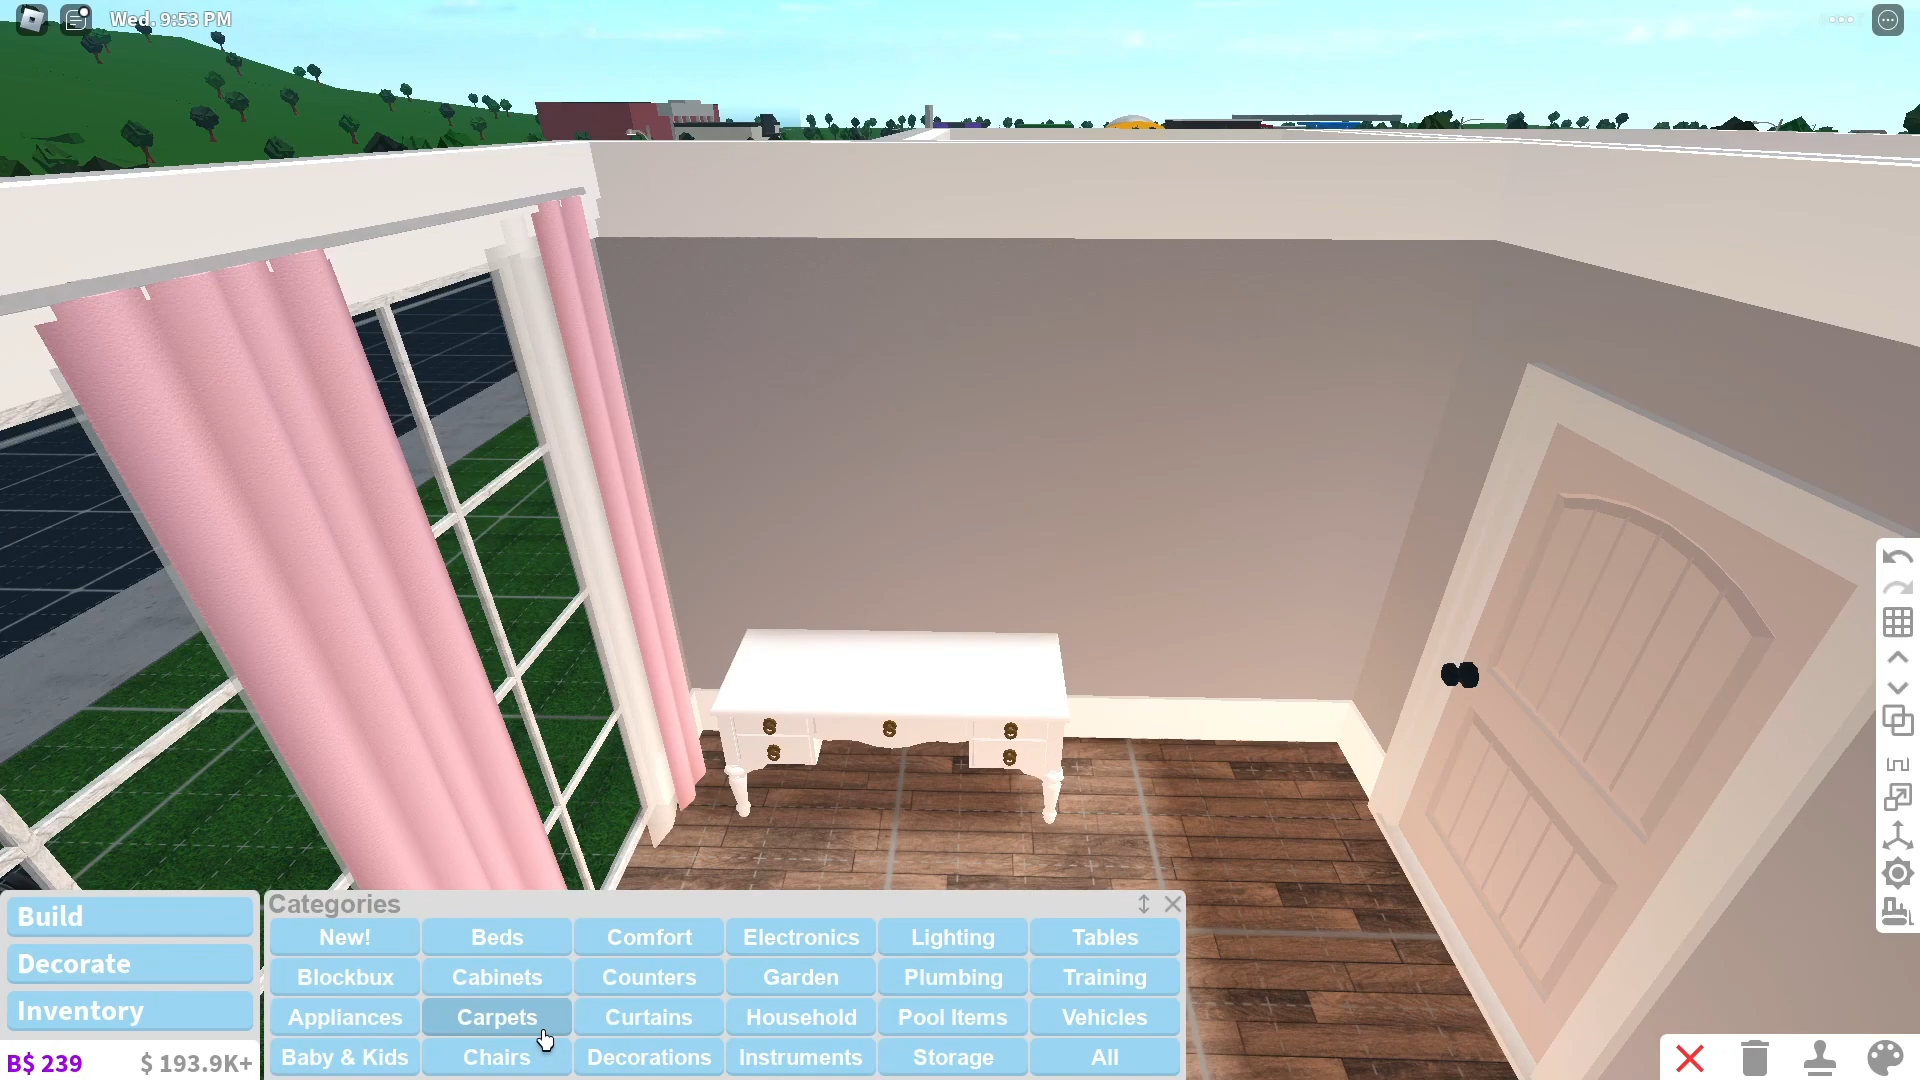 Wed. 9:53 PM
Build
Decorate
Inventory
B$ 239
$ 193.9K+
Categories
New! Beds Comfort Electronics Lighting Tables
Blockbux Cabinets Counters Garden Plumbing Training
Appliances Carpets Curtains Household Pool Items Vehicles
Baby & Kids Chairs Decorations Instruments Storage All